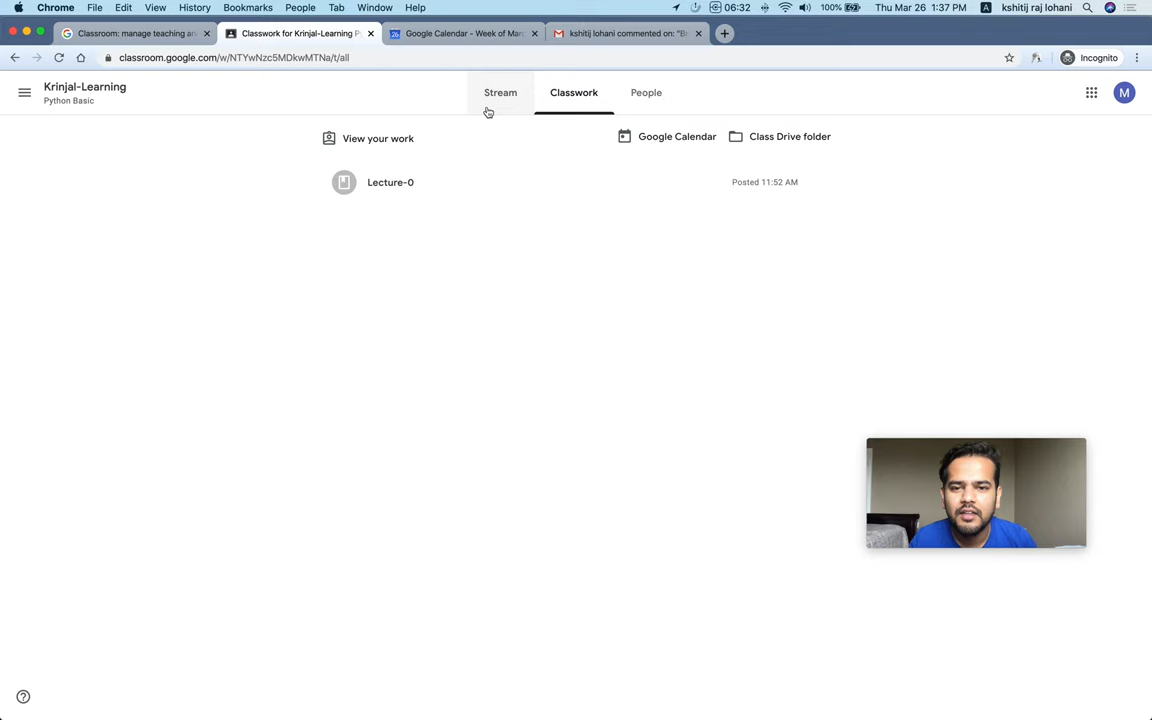 Chrome File Edit View History Bookmarks People Tab Window Help 06:32 100% Thu Mar 26 1:37 PM A kshitij raj lohani
Classroom: manage teaching an Classwork for Krinjal-Learning P 26 Google Calendar - Week of Marc kshitij lohani commented on: "B
classroom.google.com/w/NTYwNzc5MDkwMTNa/t/all Incognito
Krinjal-Learning
Python Basic
Stream Classwork People M
View your work Google Calendar Class Drive folder
Lecture-0 Posted 11:52 AM